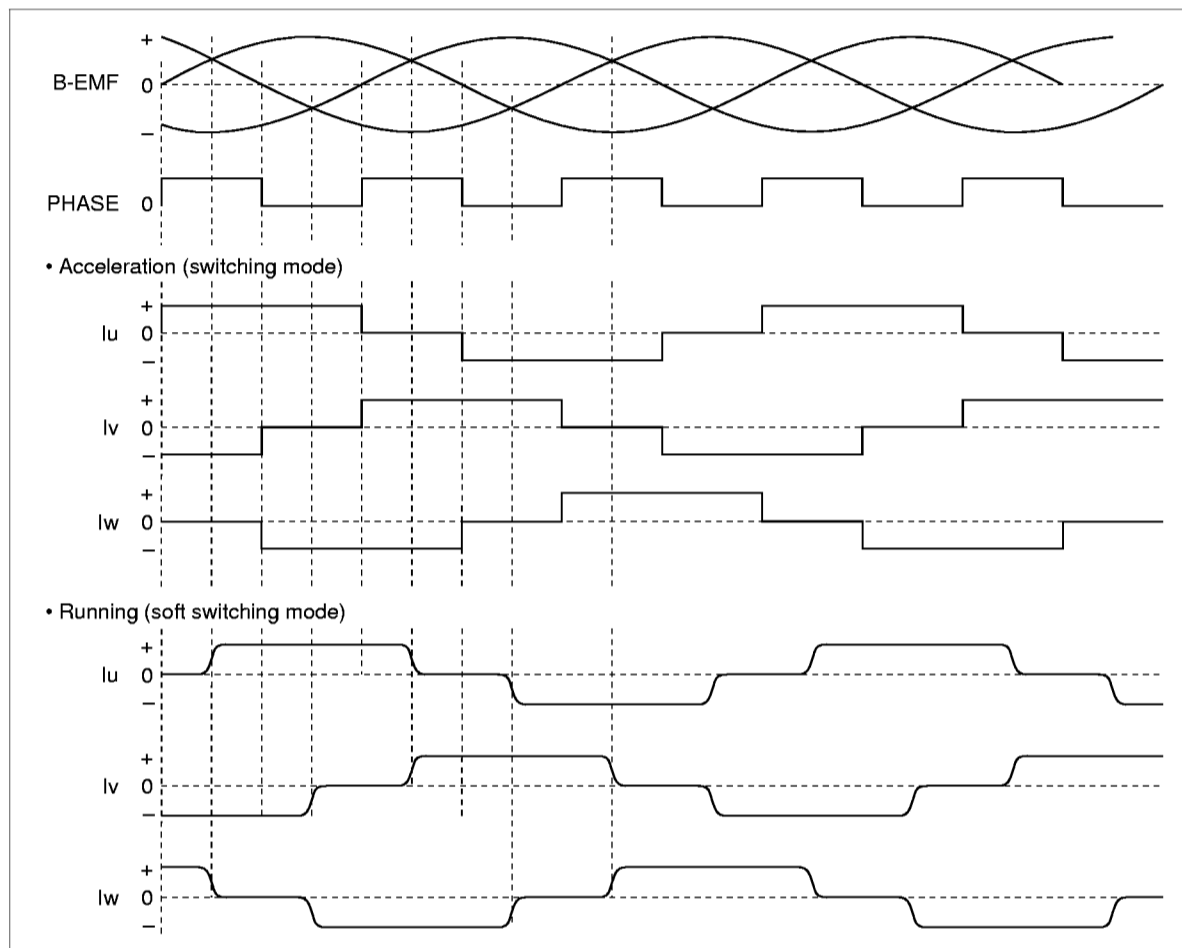 +
B-EMF 0
−
PHASE 0
• Acceleration (switching mode)
+
Iu 0
−
+
Iv 0
−
+
Iw 0
−
• Running (soft switching mode)
+
Iu 0
−
+
Iv 0
−
+
Iw 0
−